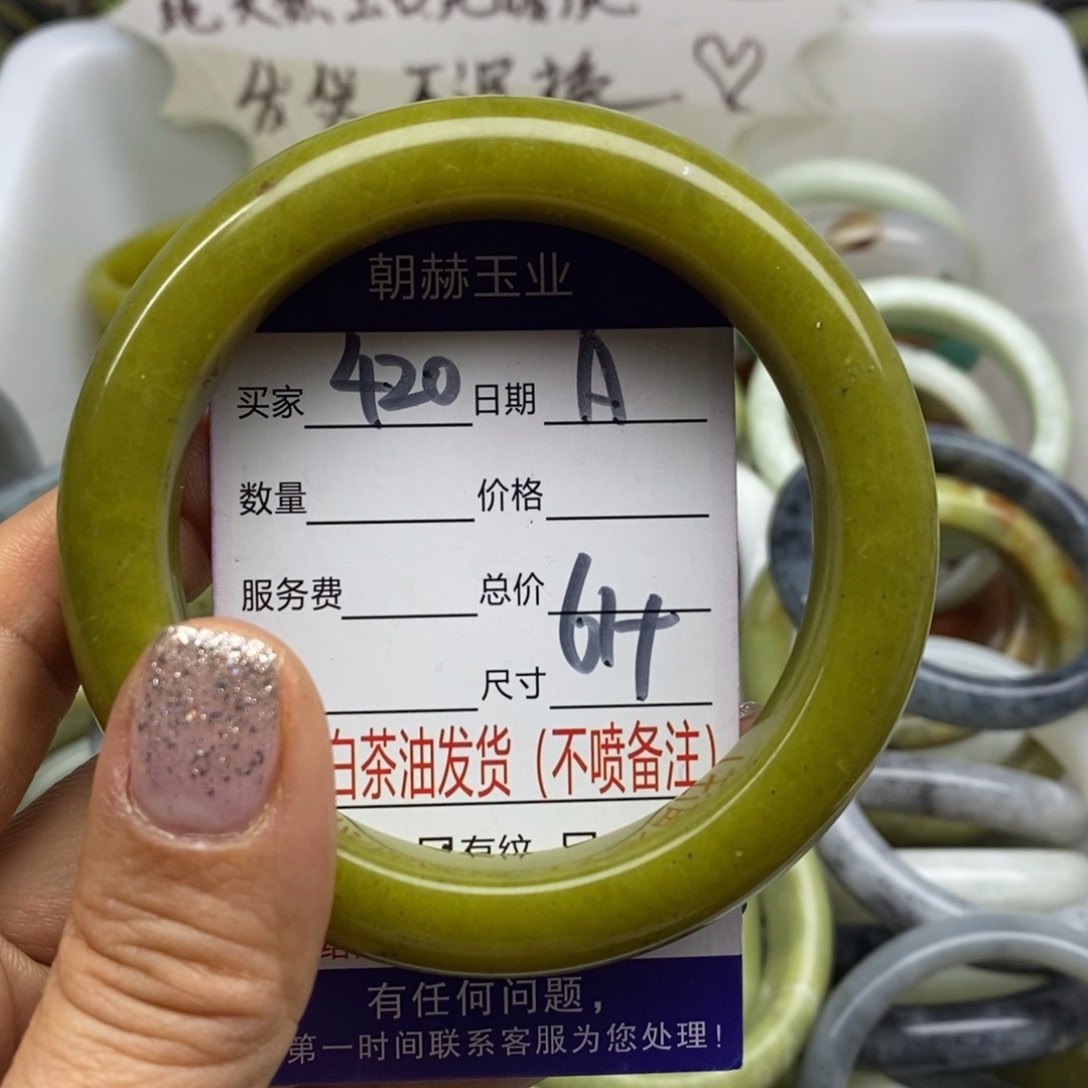 朝赫玉业
买家 420 日期 A
数量 价格
服务费 总价
尺寸 64
白茶油发货(不喷备注)
有纹
有任何问题,
第一时间联系客服为您处理!